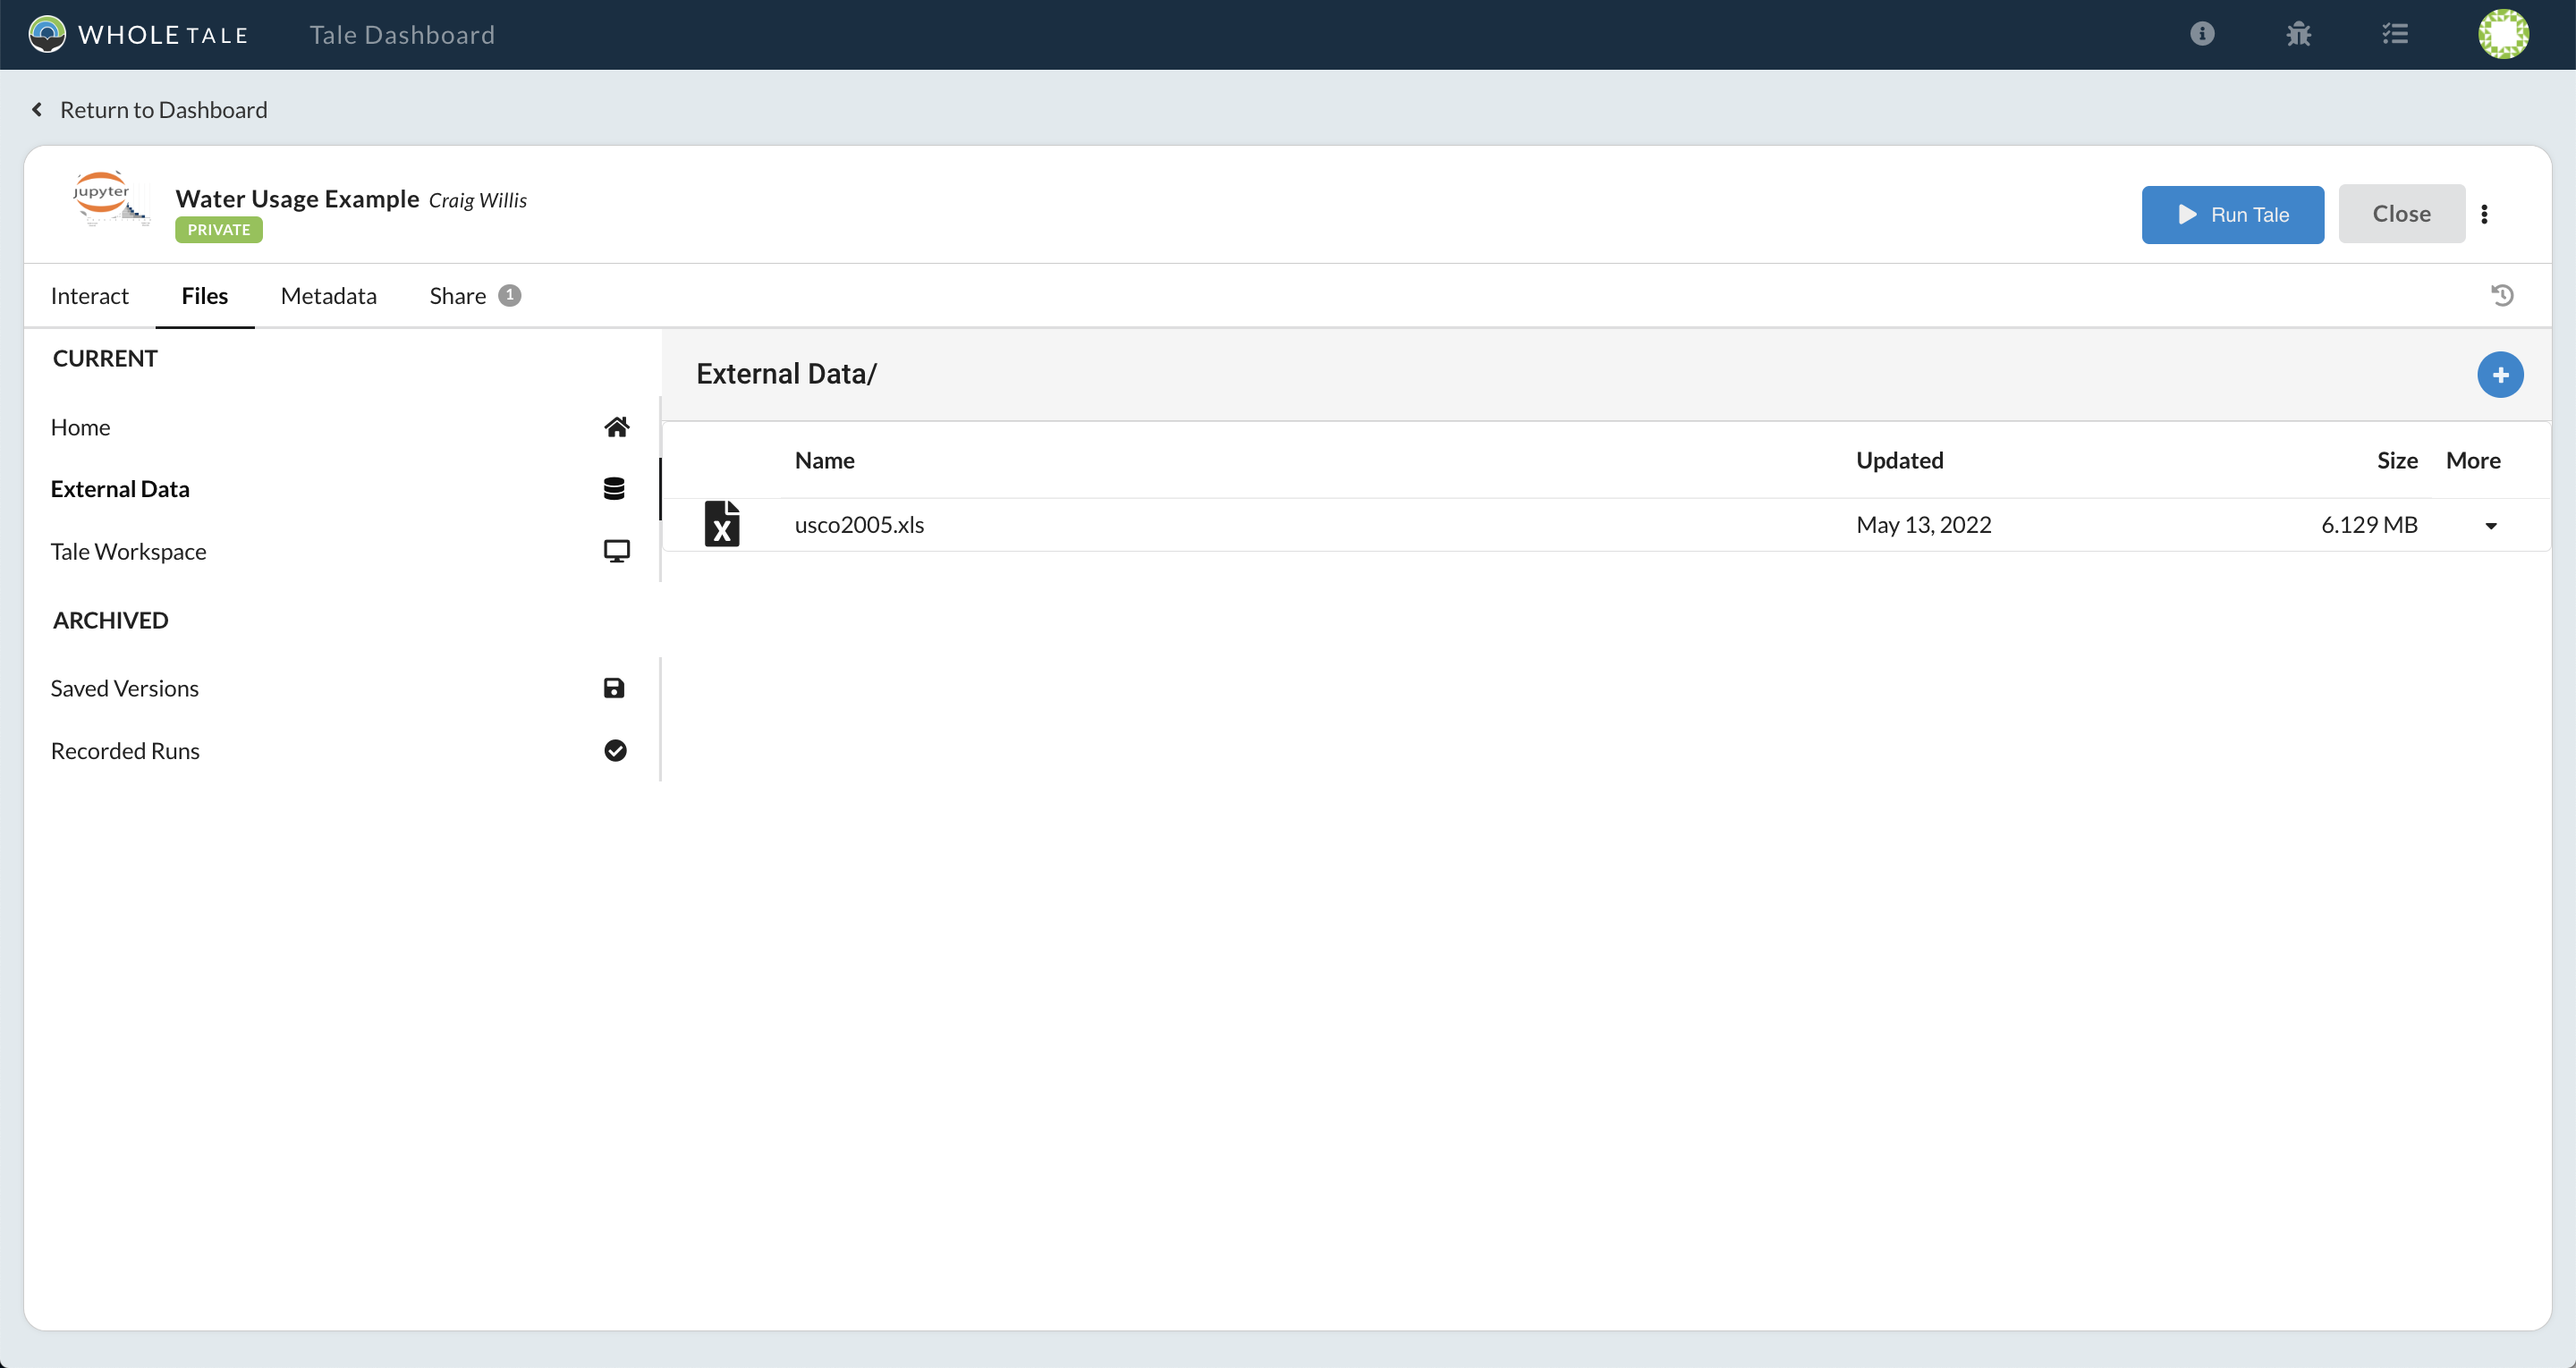 WHOLE TALE Tale Dashboard
Return to Dashboard
jupyter
Water Usage Example Craig Willis
PRIVATE
Run Tale Close
Interact Files Metadata Share 1
CURRENT
External Data/
Home
Name Updated Size More
External Data
usco2005.xls May 13, 2022 6.129 MB
Tale Workspace
ARCHIVED
Saved Versions
Recorded Runs